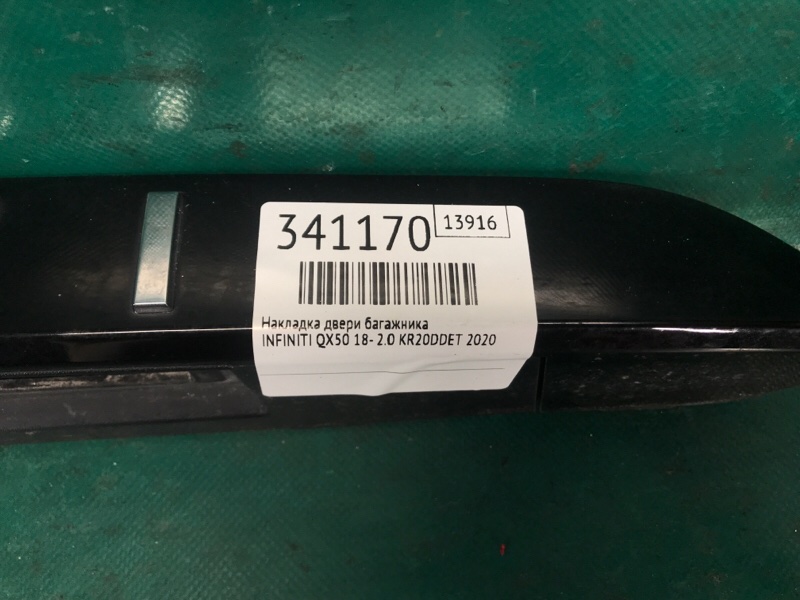 341170
13916
Накладка двери багажника
INFINITI QX50 18- 2.0 KR20DDET 2020